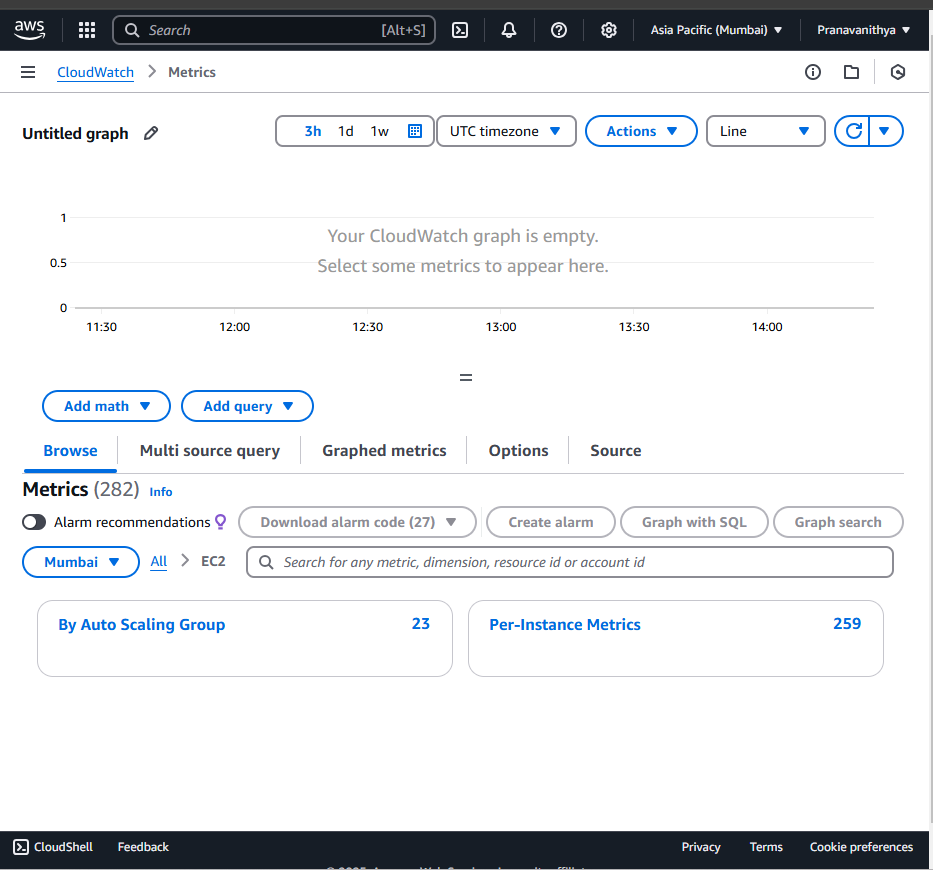 aws Search [Alt+S] Asia Pacific (Mumbai) Pranavanithya
CloudWatch Metrics
Untitled graph 3h 1d 1w UTC timezone Actions Line
1
Your CloudWatch graph is empty.
0.5
Select some metrics to appear here.
0
11:30 12:00 12:30 13:00 13:30 14:00
Add math Add query
Browse Multi source query Graphed metrics Options Source
Metrics (282) Info
Alarm recommendations Download alarm code (27) Create alarm Graph with SQL Graph search
Mumbai All EC2 Search for any metric, dimension, resource id or account id
By Auto Scaling Group 23 Per-Instance Metrics 259
CloudShell Feedback Privacy Terms Cookie preferences